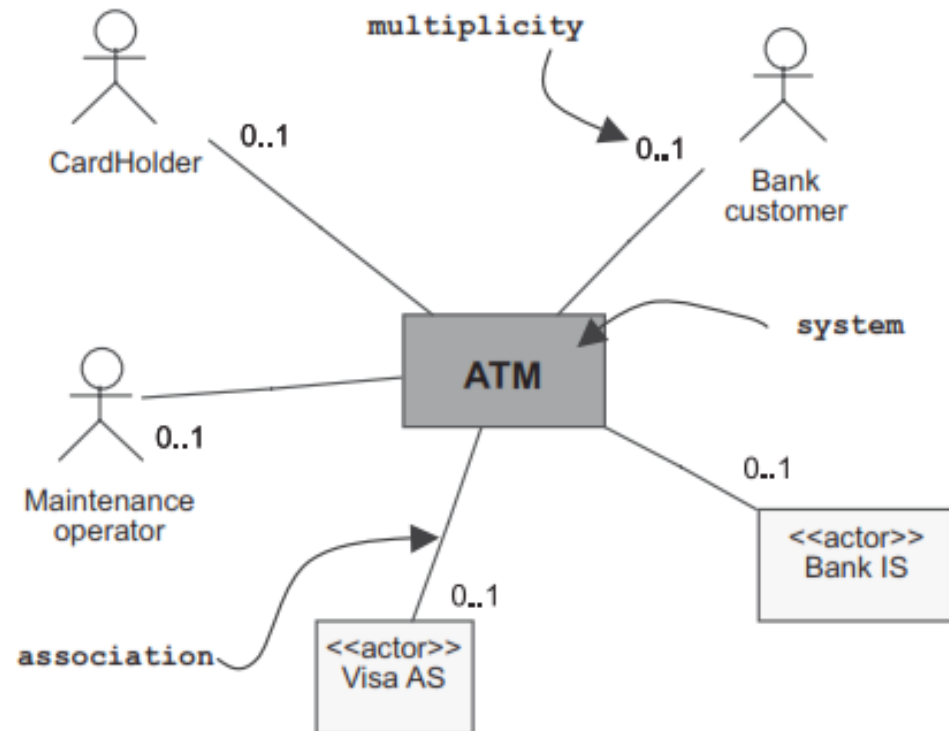 multiplicity
0..1
0..1
CardHolder
Bank
customer
system
ATM
0..1
Maintenance
operator
0..1
<<actor>>
Bank IS
0..1
association
<<actor>>
Visa AS